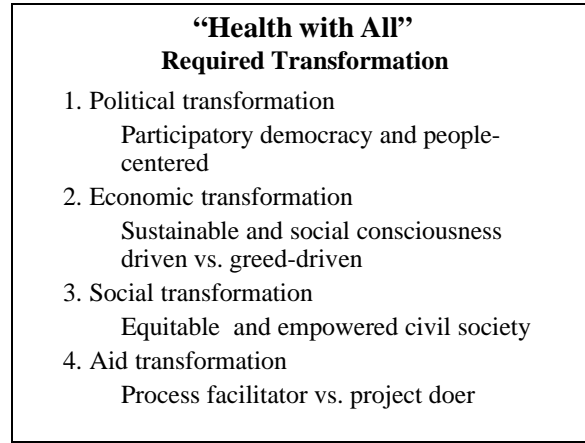 “Health with All”
Required Transformation
1. Political transformation
Participatory democracy and people-
centered
2. Economic transformation
Sustainable and social consciousness
driven vs. greed-driven
3. Social transformation
Equitable  and empowered civil society
4. Aid transformation
Process facilitator vs. project doer